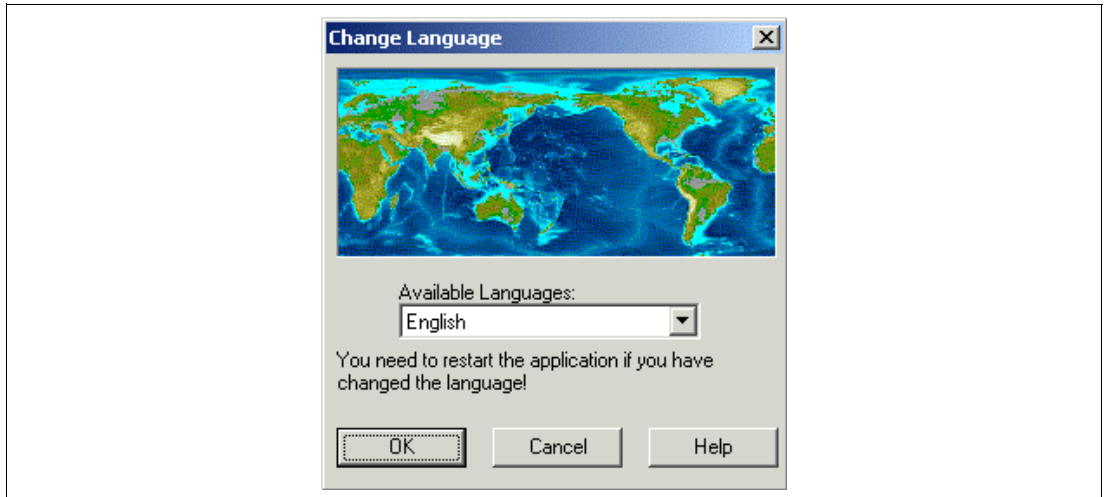 Change Language
Available Languages:
English
You need to restart the application if you have
changed the language!
OK
Cancel
Help